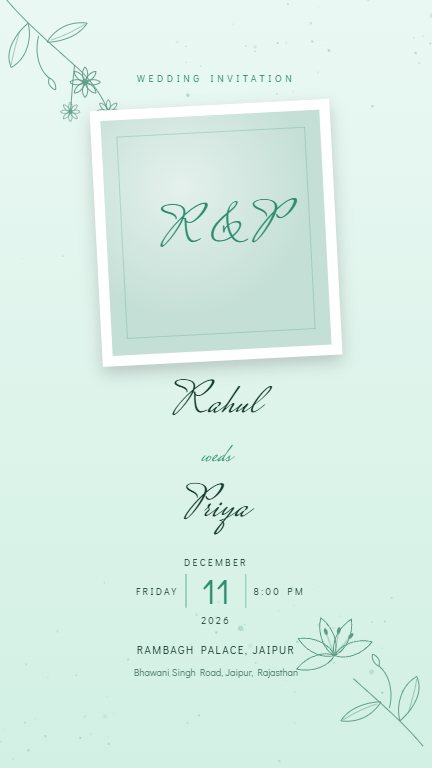 WEDDING INVITATION
R & P
Rahul
weds
Priya
DECEMBER
FRIDAY 11 8:00 PM
2026
RAMBAGH PALACE, JAIPUR
Bhawani Singh Road, Jaipur, Rajasthan